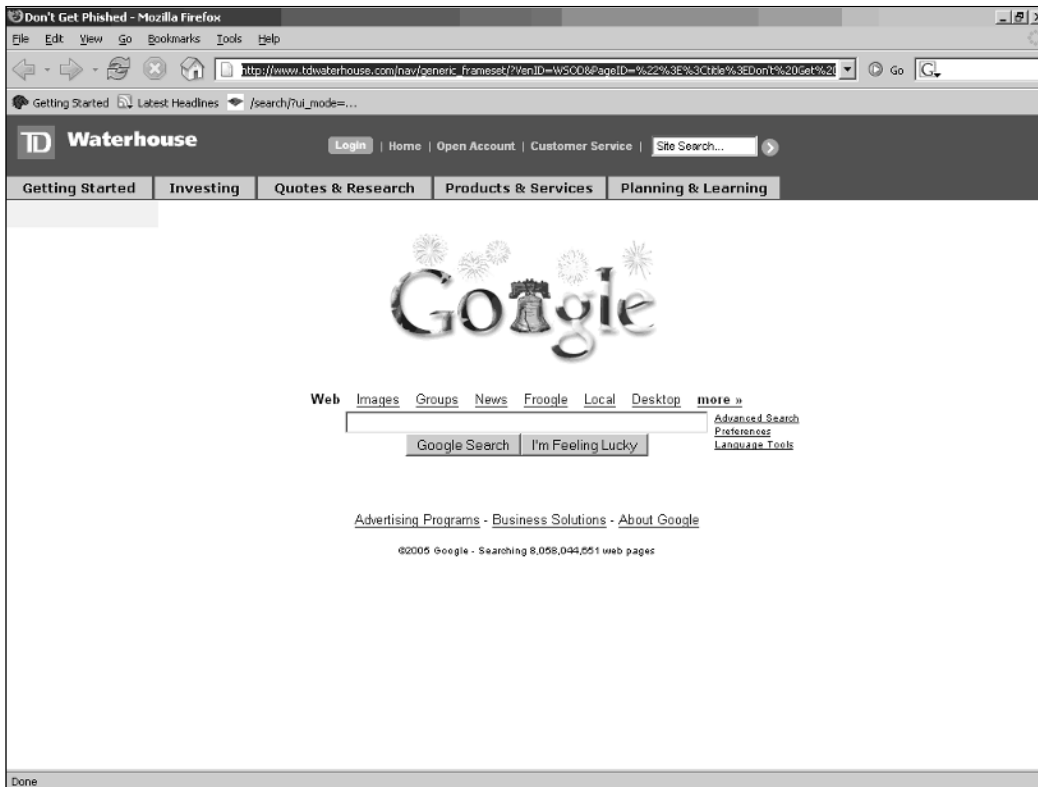 Don't Get Phished - Mozilla Firefox
File Edit View Go Bookmarks Tools Help
http://www.tdwaterhouse.com/nav/generic_frameset/?VenID=WSOD&PageID=%22%3E%3Ctitle%3EDon't%20Get%20
Go G
Getting Started Latest Headlines /search/?ui_mode=...
TD Waterhouse
Login | Home | Open Account | Customer Service | Site Search...
Getting Started Investing Quotes & Research Products & Services Planning & Learning
Google
Web Images Groups News Froogle Local Desktop more »
Advanced Search
Preferences
Language Tools
Google Search I'm Feeling Lucky
Advertising Programs - Business Solutions - About Google
©2005 Google - Searching 8,058,044,651 web pages
Done